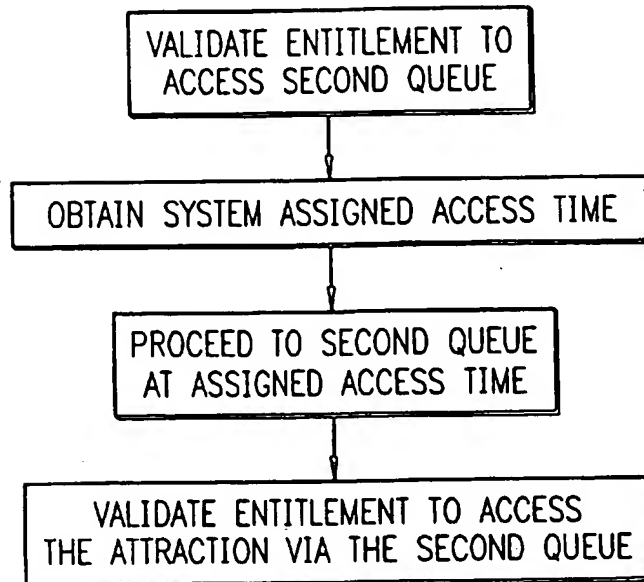 VALIDATE ENTITLEMENT TO
ACCESS SECOND QUEUE
OBTAIN SYSTEM ASSIGNED ACCESS TIME
PROCEED TO SECOND QUEUE
AT ASSIGNED ACCESS TIME
VALIDATE ENTITLEMENT TO ACCESS
THE ATTRACTION VIA THE SECOND QUEUE